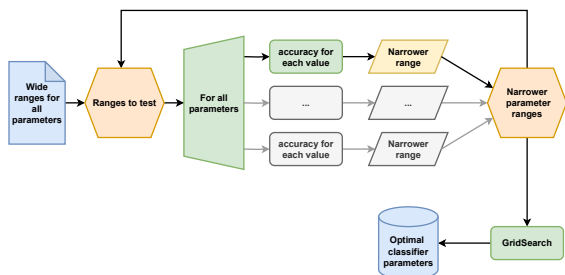 Wide
ranges for
all
parameters
Ranges to test
For all
parameters
accuracy for
each value
Narrower
range
...
...
accuracy for
each value
Narrower
range
Narrower
parameter
ranges
GridSearch
Optimal
classifier
parameters